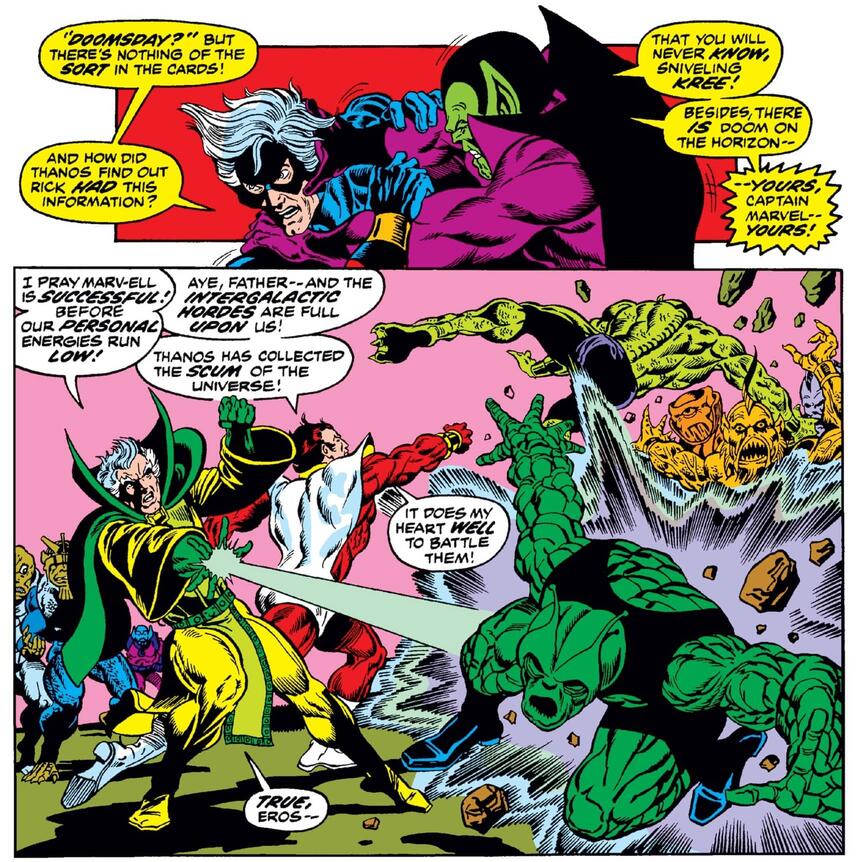 "DOOMSDAY?" BUT
THERE'S NOTHING OF THE
SORT IN THE CARDS!
AND HOW DID
THANOS FIND OUT
RICK HAD THIS
INFORMATION?
THAT YOU WILL
NEVER KNOW,
SNIVELING
KREE!
BESIDES, THERE
IS DOOM ON
THE HORIZON--
--YOURS,
CAPTAIN
MARVEL--
YOURS!
I PRAY MARV-ELL
IS SUCCESSFUL!
BEFORE
OUR PERSONAL
ENERGIES RUN
LOW!
AYE, FATHER--AND THE
INTERGALACTIC
HORDES ARE FULL
UPON US!
THANOS HAS COLLECTED
THE SCUM OF THE
UNIVERSE!
IT DOES MY
HEART WELL
TO BATTLE
THEM!
TRUE,
EROS--